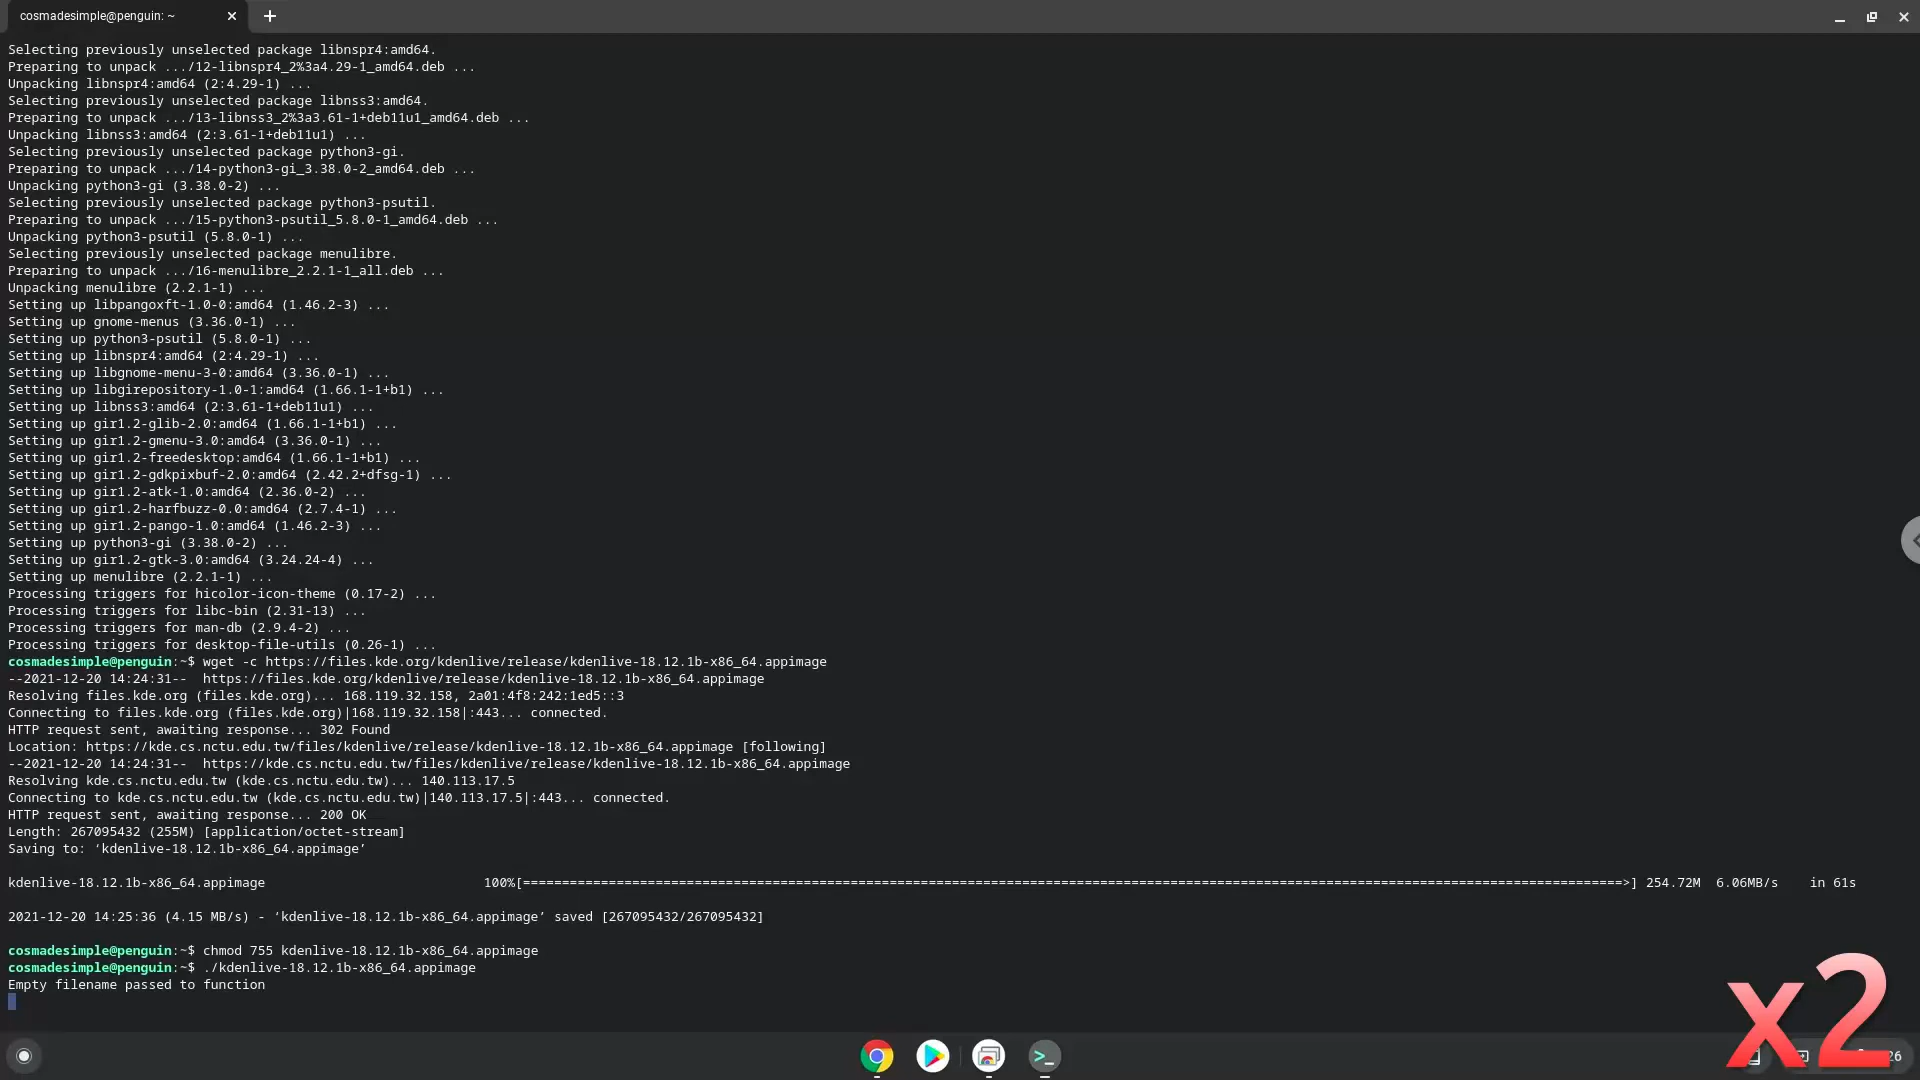 cosmadesimple@penguin: ~
Selecting previously unselected package libnspr4:amd64.
Preparing to unpack .../12-libnspr4_2%3a4.29-1_amd64.deb ...
Unpacking libnspr4:amd64 (2:4.29-1) ...
Selecting previously unselected package libnss3:amd64.
Preparing to unpack .../13-libnss3_2%3a3.61-1+deb11u1_amd64.deb ...
Unpacking libnss3:amd64 (2:3.61-1+deb11u1) ...
Selecting previously unselected package python3-gi.
Preparing to unpack .../14-python3-gi_3.38.0-2_amd64.deb ...
Unpacking python3-gi (3.38.0-2) ...
Selecting previously unselected package python3-psutil.
Preparing to unpack .../15-python3-psutil_5.8.0-1_amd64.deb ...
Unpacking python3-psutil (5.8.0-1) ...
Selecting previously unselected package menulibre.
Preparing to unpack .../16-menulibre_2.2.1-1_all.deb ...
Unpacking menulibre (2.2.1-1) ...
Setting up libpangoxft-1.0-0:amd64 (1.46.2-3) ...
Setting up gnome-menus (3.36.0-1) ...
Setting up python3-psutil (5.8.0-1) ...
Setting up libnspr4:amd64 (2:4.29-1) ...
Setting up libgnome-menu-3-0:amd64 (3.36.0-1) ...
Setting up libgirepository-1.0-1:amd64 (1.66.1-1+b1) ...
Setting up libnss3:amd64 (2:3.61-1+deb11u1) ...
Setting up gir1.2-glib-2.0:amd64 (1.66.1-1+b1) ...
Setting up gir1.2-gmenu-3.0:amd64 (3.36.0-1) ...
Setting up gir1.2-freedesktop:amd64 (1.66.1-1+b1) ...
Setting up gir1.2-gdkpixbuf-2.0:amd64 (2.42.2+dfsg-1) ...
Setting up gir1.2-atk-1.0:amd64 (2.36.0-2) ...
Setting up gir1.2-harfbuzz-0.0:amd64 (2.7.4-1) ...
Setting up gir1.2-pango-1.0:amd64 (1.46.2-3) ...
Setting up python3-gi (3.38.0-2) ...
Setting up gir1.2-gtk-3.0:amd64 (3.24.24-4) ...
Setting up menulibre (2.2.1-1) ...
Processing triggers for hicolor-icon-theme (0.17-2) ...
Processing triggers for libc-bin (2.31-13) ...
Processing triggers for man-db (2.9.4-2) ...
Processing triggers for desktop-file-utils (0.26-1) ...
cosmadesimple@penguin:~$ wget -c https://files.kde.org/kdenlive/release/kdenlive-18.12.1b-x86_64.appimage
--2021-12-20 14:24:31--  https://files.kde.org/kdenlive/release/kdenlive-18.12.1b-x86_64.appimage
Resolving files.kde.org (files.kde.org)... 168.119.32.158, 2a01:4f8:242:1ed5::3
Connecting to files.kde.org (files.kde.org)|168.119.32.158|:443... connected.
HTTP request sent, awaiting response... 302 Found
Location: https://kde.cs.nctu.edu.tw/files/kdenlive/release/kdenlive-18.12.1b-x86_64.appimage [following]
--2021-12-20 14:24:31--  https://kde.cs.nctu.edu.tw/files/kdenlive/release/kdenlive-18.12.1b-x86_64.appimage
Resolving kde.cs.nctu.edu.tw (kde.cs.nctu.edu.tw)... 140.113.17.5
Connecting to kde.cs.nctu.edu.tw (kde.cs.nctu.edu.tw)|140.113.17.5|:443... connected.
HTTP request sent, awaiting response... 200 OK
Length: 267095432 (255M) [application/octet-stream]
Saving to: ‘kdenlive-18.12.1b-x86_64.appimage’
kdenlive-18.12.1b-x86_64.appimage 100%[=============================================================================================================================================>] 254.72M 6.06MB/s in 61s
2021-12-20 14:25:36 (4.15 MB/s) - ‘kdenlive-18.12.1b-x86_64.appimage’ saved [267095432/267095432]
cosmadesimple@penguin:~$ chmod 755 kdenlive-18.12.1b-x86_64.appimage
cosmadesimple@penguin:~$ ./kdenlive-18.12.1b-x86_64.appimage
Empty filename passed to function
x2
26